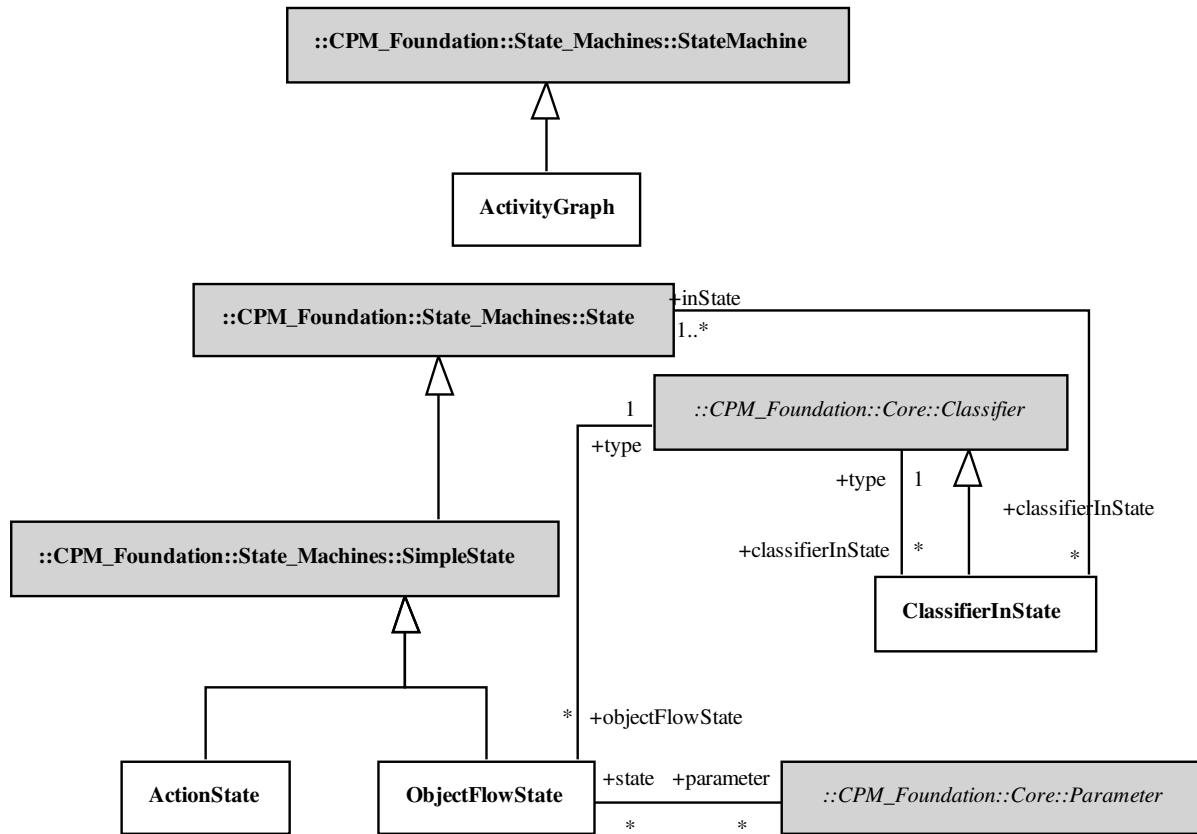 ::CPM_Foundation::State_Machines::StateMachine
ActivityGraph
+inState
::CPM_Foundation::State_Machines::State
1..*
1
::CPM_Foundation::Core::Classifier
+type
+type
1
+classifierInState
::CPM_Foundation::State_Machines::SimpleState
+classifierInState
*
*
ClassifierInState
*
+objectFlowState
ActionState
ObjectFlowState
+state
+parameter
::CPM_Foundation::Core::Parameter
*
*